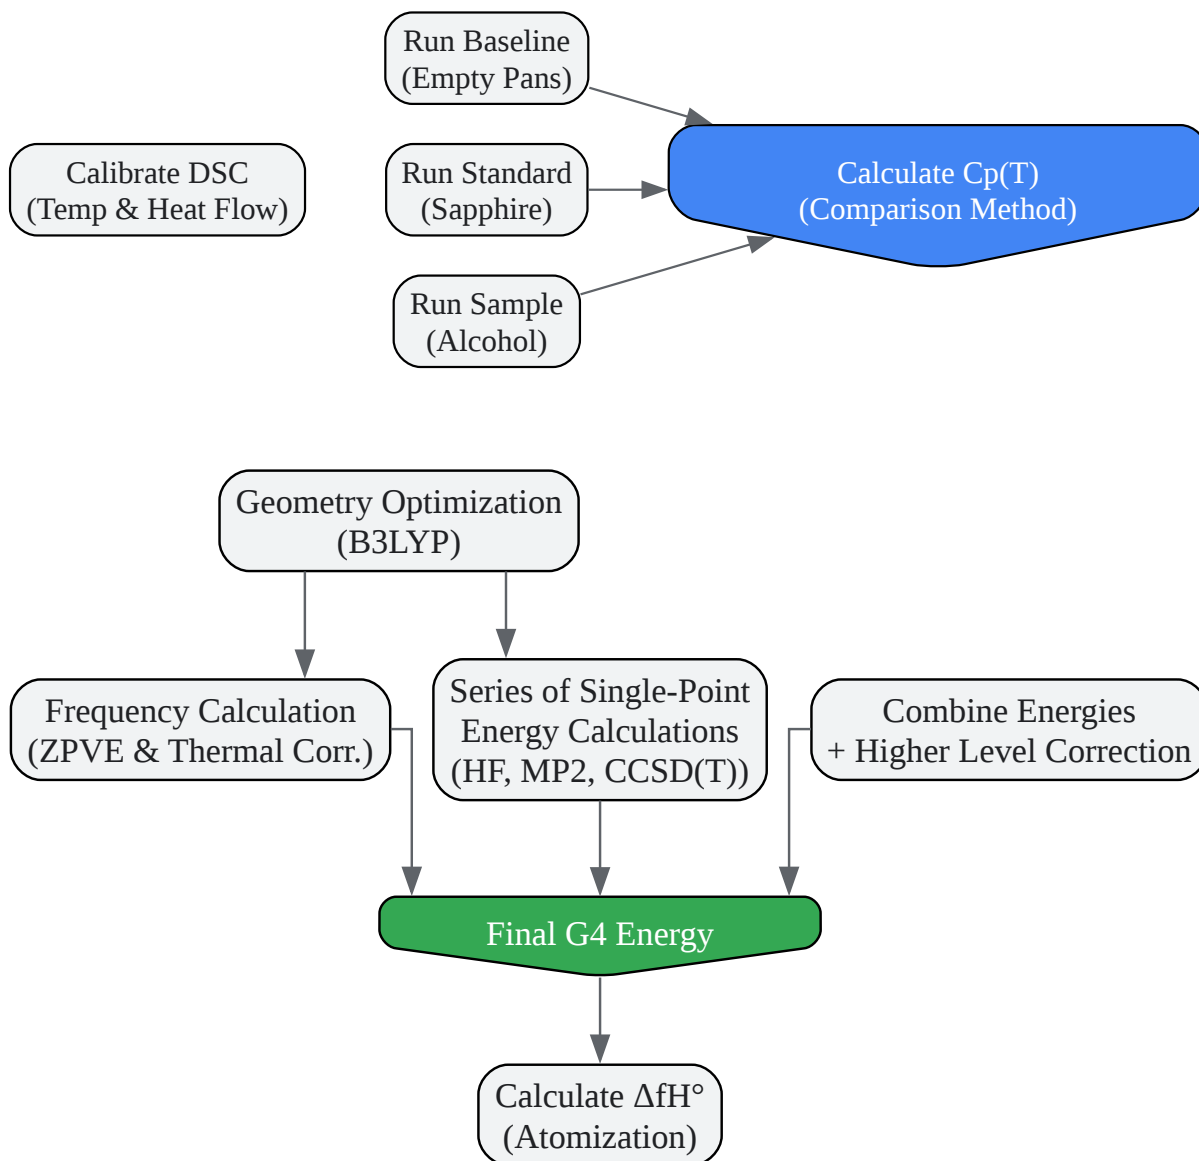 Run Baseline
(Empty Pans)
Calibrate DSC
(Temp & Heat Flow)
Run Standard
(Sapphire)
Calculate Cp(T)
(Comparison Method)
Run Sample
(Alcohol)
Geometry Optimization
(B3LYP)
Frequency Calculation
(ZPVE & Thermal Corr.)
Series of Single-Point
Energy Calculations
(HF, MP2, CCSD(T))
Combine Energies
+ Higher Level Correction
Final G4 Energy
Calculate ΔfH°
(Atomization)